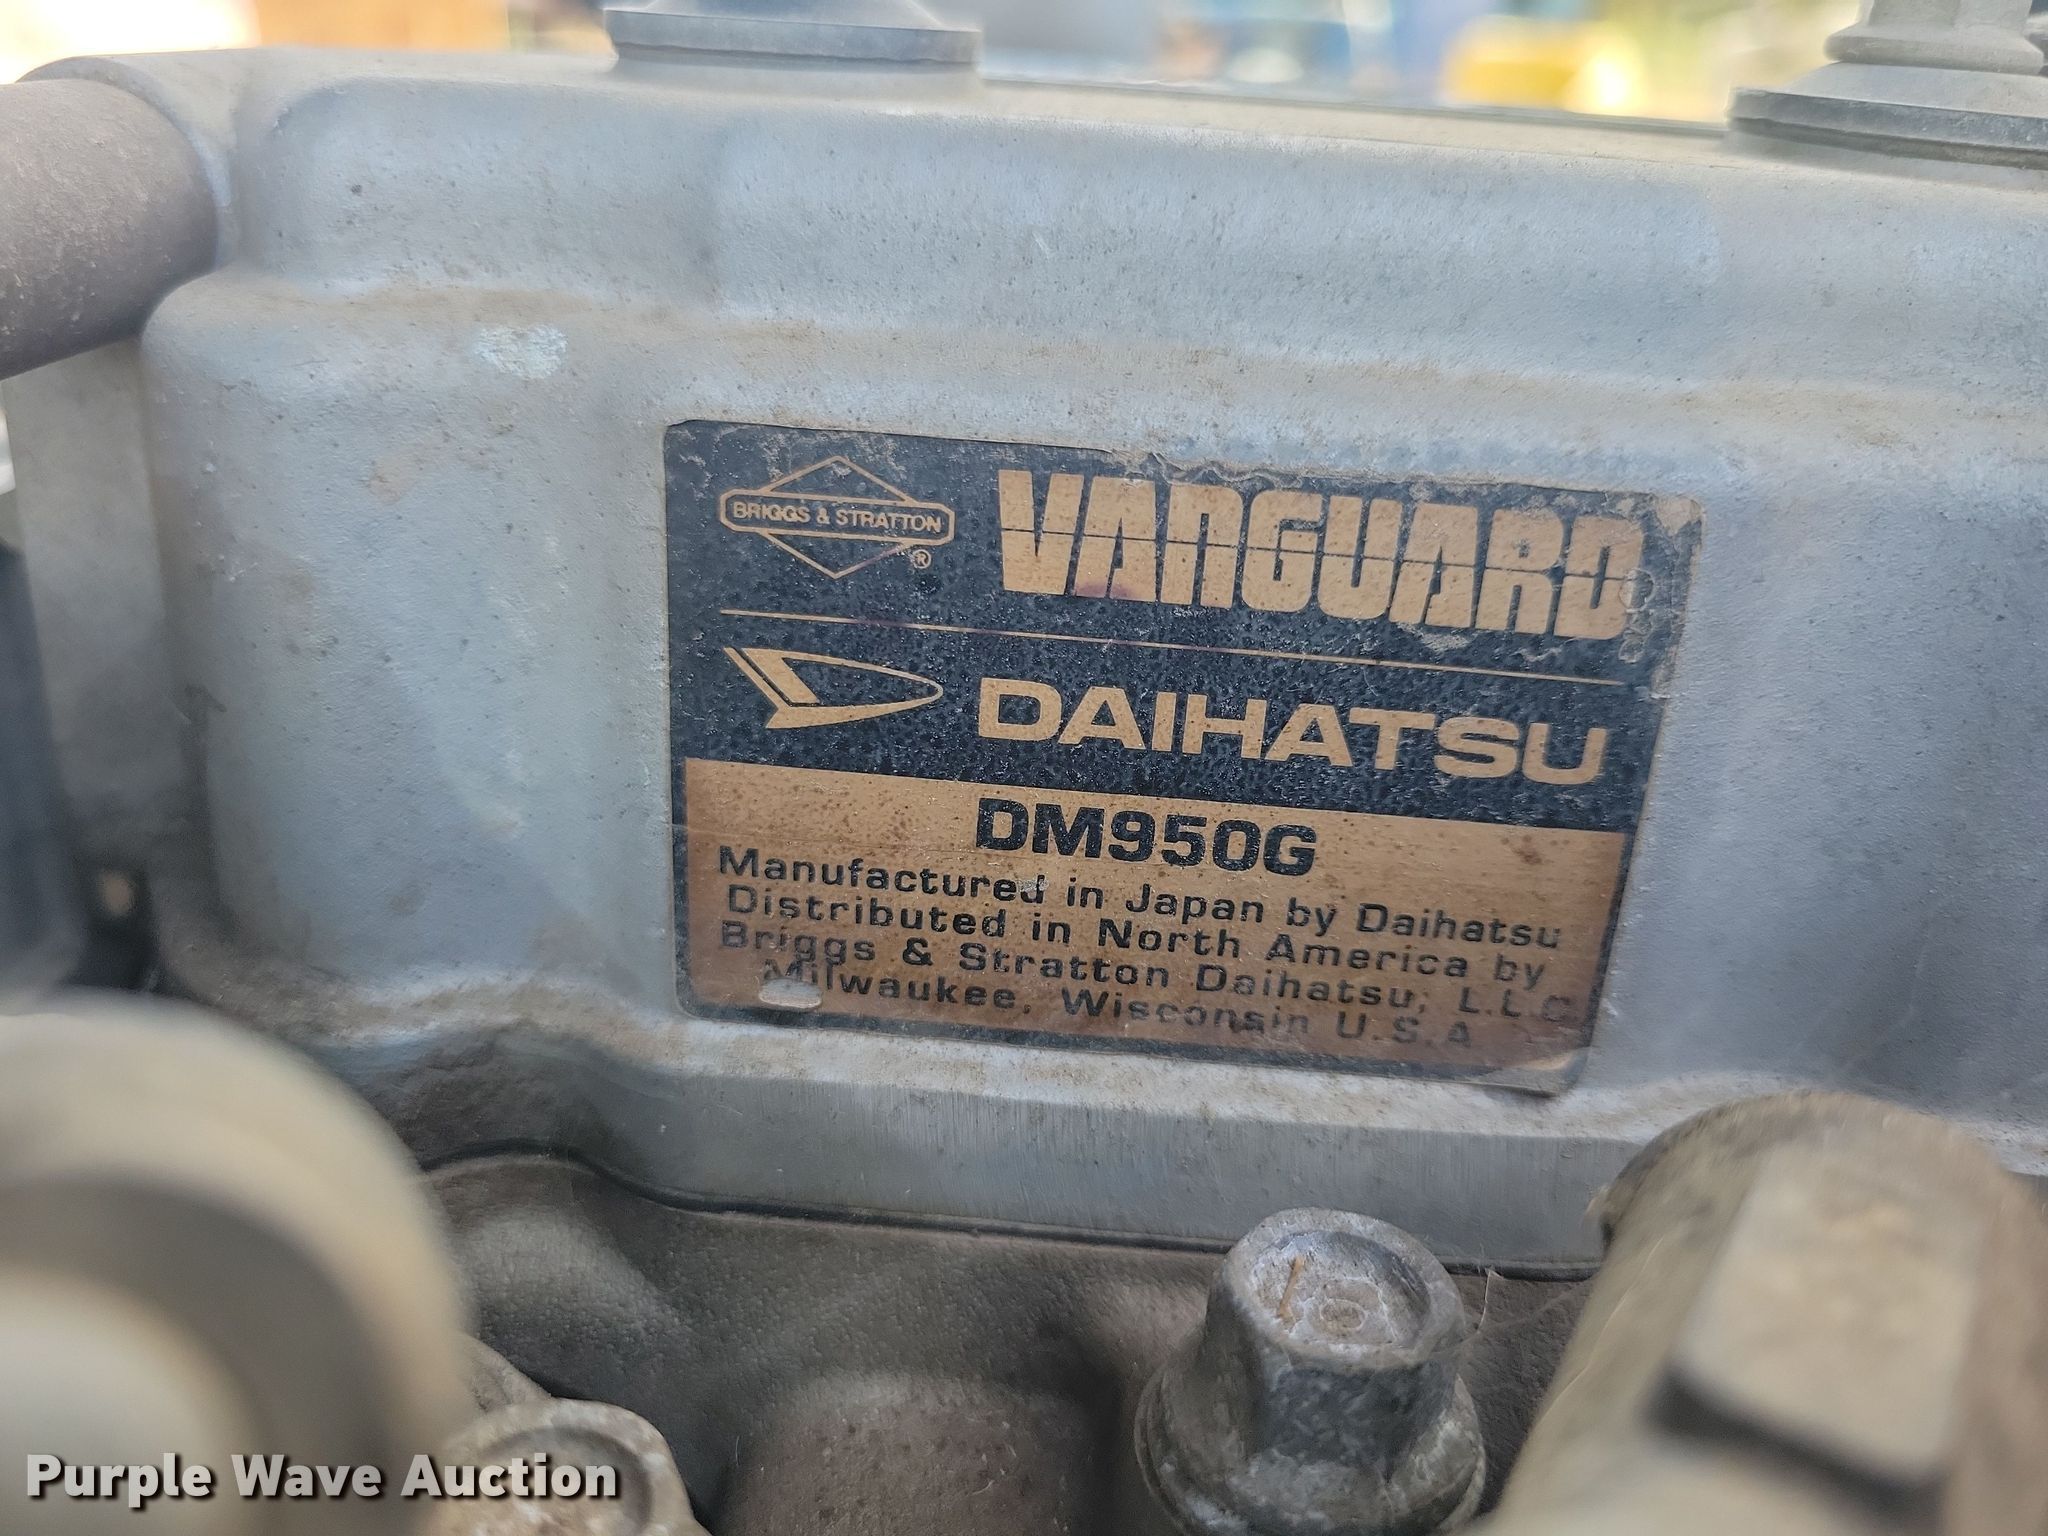 BRIGGS & STRATTON
®
VANGUARD
DAIHATSU
DM950G
Manufactured in Japan by Daihatsu
Distributed in North America by
Briggs & Stratton Daihatsu, L.L.C
Milwaukee, Wisconsin U.S.A
Purple Wave Auction